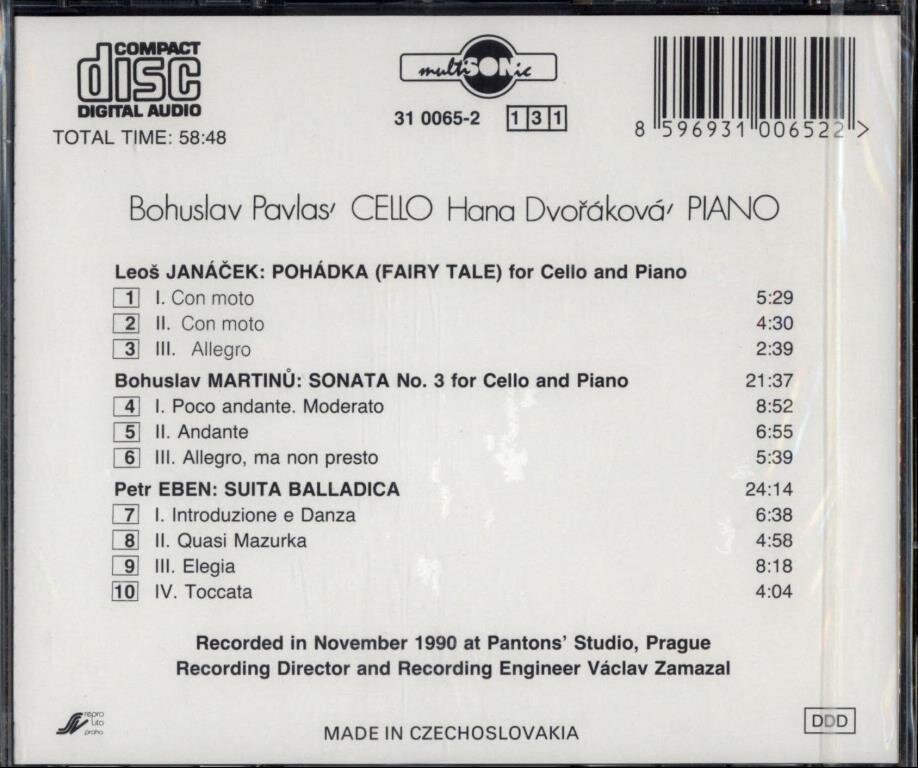 COMPACT
disc
DIGITAL AUDIO
TOTAL TIME: 58:48
multiSONic
31 0065-2 1 3 1
8 596931 006522 >
Bohuslav Pavlas, CELLO Hana Dvořáková, PIANO
Leoš JANÁČEK: POHÁDKA (FAIRY TALE) for Cello and Piano
1 I. Con moto 5:29
2 II. Con moto 4:30
3 III. Allegro 2:39
Bohuslav MARTINŮ: SONATA No. 3 for Cello and Piano 21:37
4 I. Poco andante. Moderato 8:52
5 II. Andante 6:55
6 III. Allegro, ma non presto 5:39
Petr EBEN: SUITA BALLADICA 24:14
7 I. Introduzione e Danza 6:38
8 II. Quasi Mazurka 4:58
9 III. Elegia 8:18
10 IV. Toccata 4:04
Recorded in November 1990 at Pantons' Studio, Prague
Recording Director and Recording Engineer Václav Zamazal
repro
lito
praha
MADE IN CZECHOSLOVAKIA
DDD